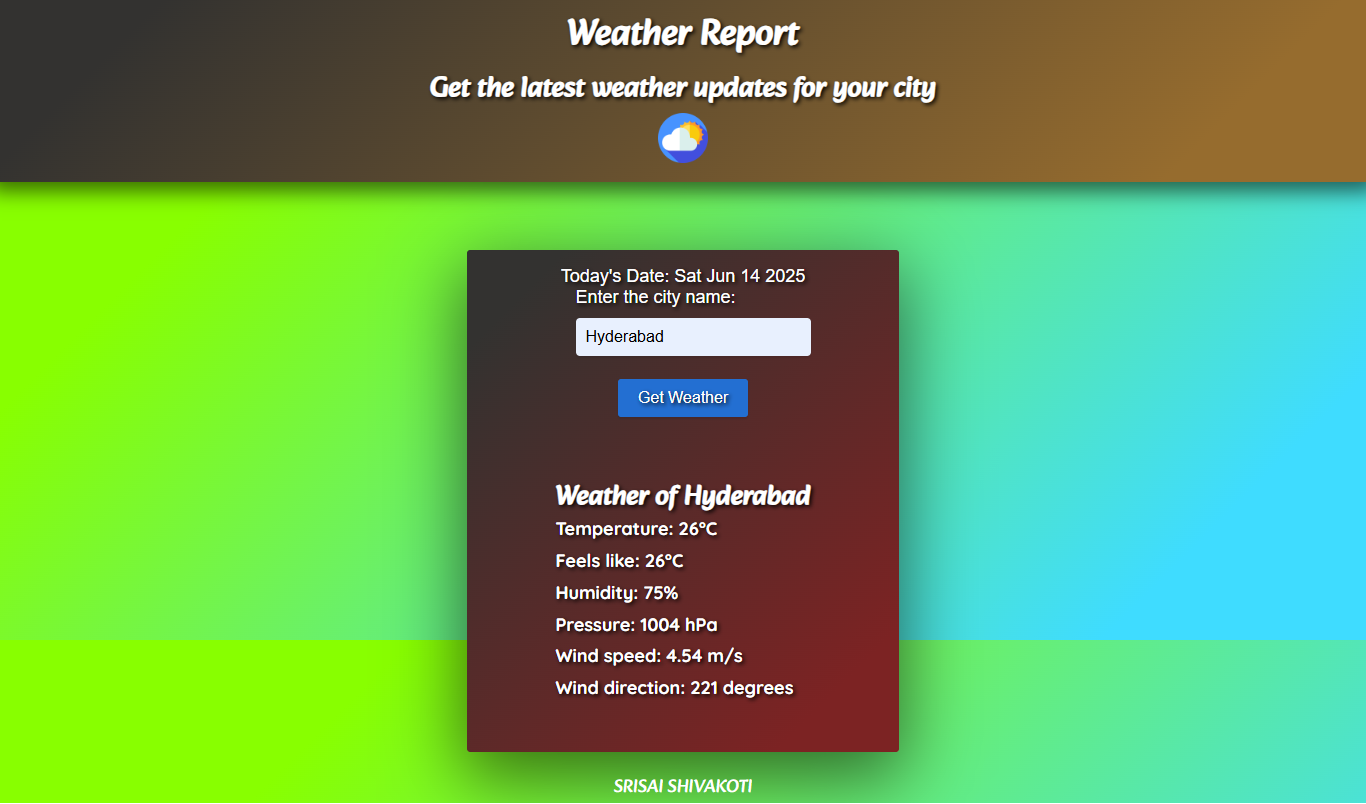 Weather Report
Get the latest weather updates for your city
Today's Date: Sat Jun 14 2025
Enter the city name:
Hyderabad
Get Weather
Weather of Hyderabad
Temperature: 26°C
Feels like: 26°C
Humidity: 75%
Pressure: 1004 hPa
Wind speed: 4.54 m/s
Wind direction: 221 degrees
SRISAI SHIVAKOTI